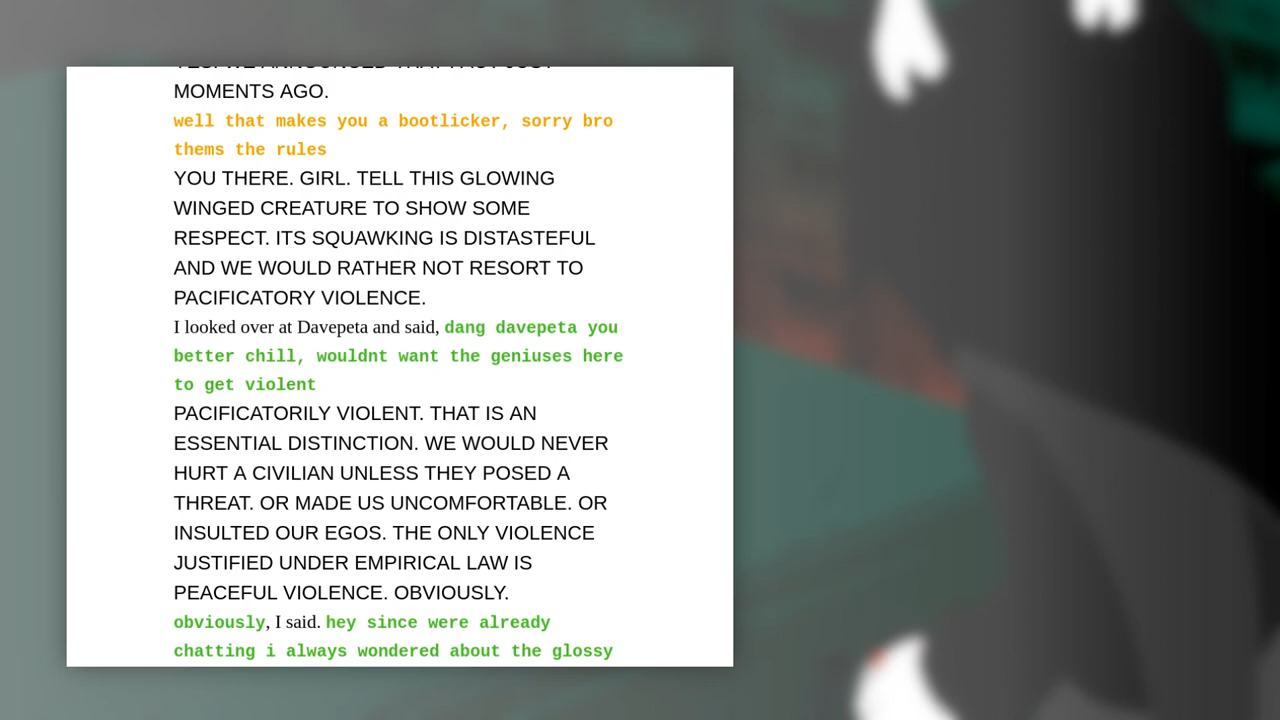 MOMENTS AGO.
well that makes you a bootlicker, sorry bro
thems the rules
YOU THERE. GIRL. TELL THIS GLOWING
WINGED CREATURE TO SHOW SOME
RESPECT. ITS SQUAWKING IS DISTASTEFUL
AND WE WOULD RATHER NOT RESORT TO
PACIFICATORY VIOLENCE.
I looked over at Davepeta and said, dang davepeta you
better chill, wouldnt want the geniuses here
to get violent
PACIFICATORILY VIOLENT. THAT IS AN
ESSENTIAL DISTINCTION. WE WOULD NEVER
HURT A CIVILIAN UNLESS THEY POSED A
THREAT. OR MADE US UNCOMFORTABLE. OR
INSULTED OUR EGOS. THE ONLY VIOLENCE
JUSTIFIED UNDER EMPIRICAL LAW IS
PEACEFUL VIOLENCE. OBVIOUSLY.
obviously, I said. hey since were already
chatting i always wondered about the glossy